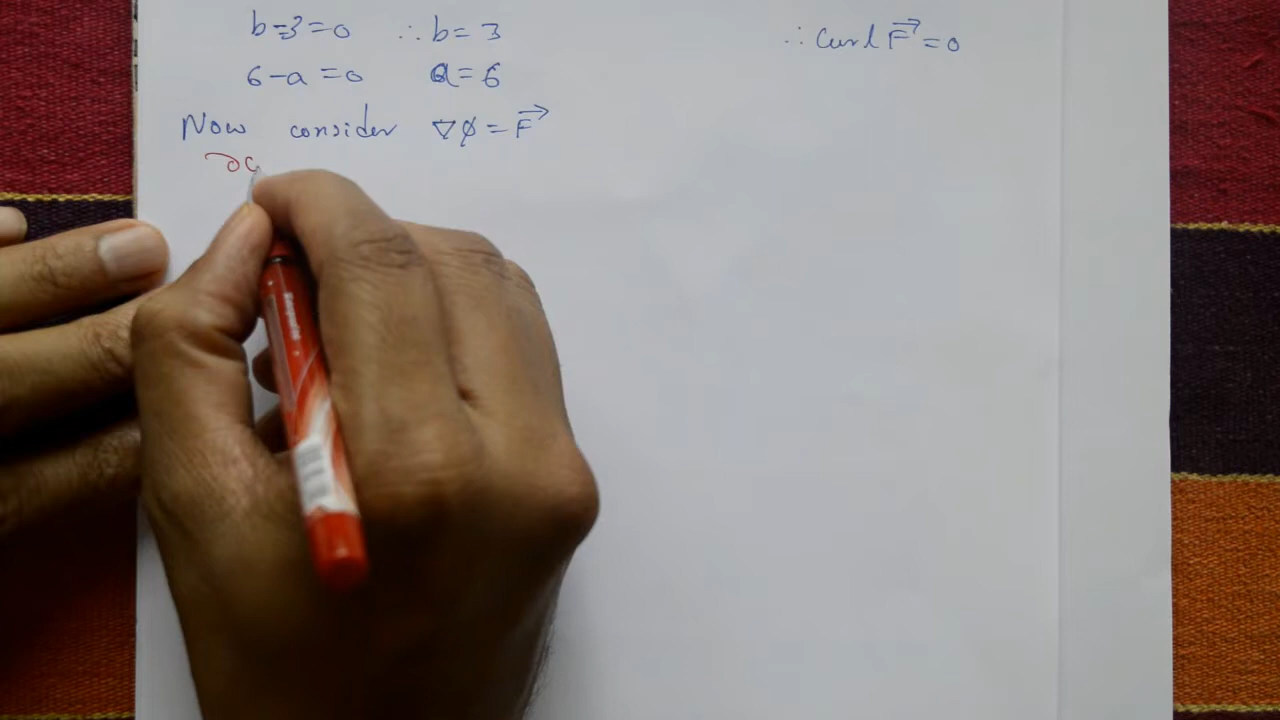 b-3=0 ∴ b=3 ∴ Curl F⃗ =0
6-a=0 a=6
Now consider ∇φ = F⃗